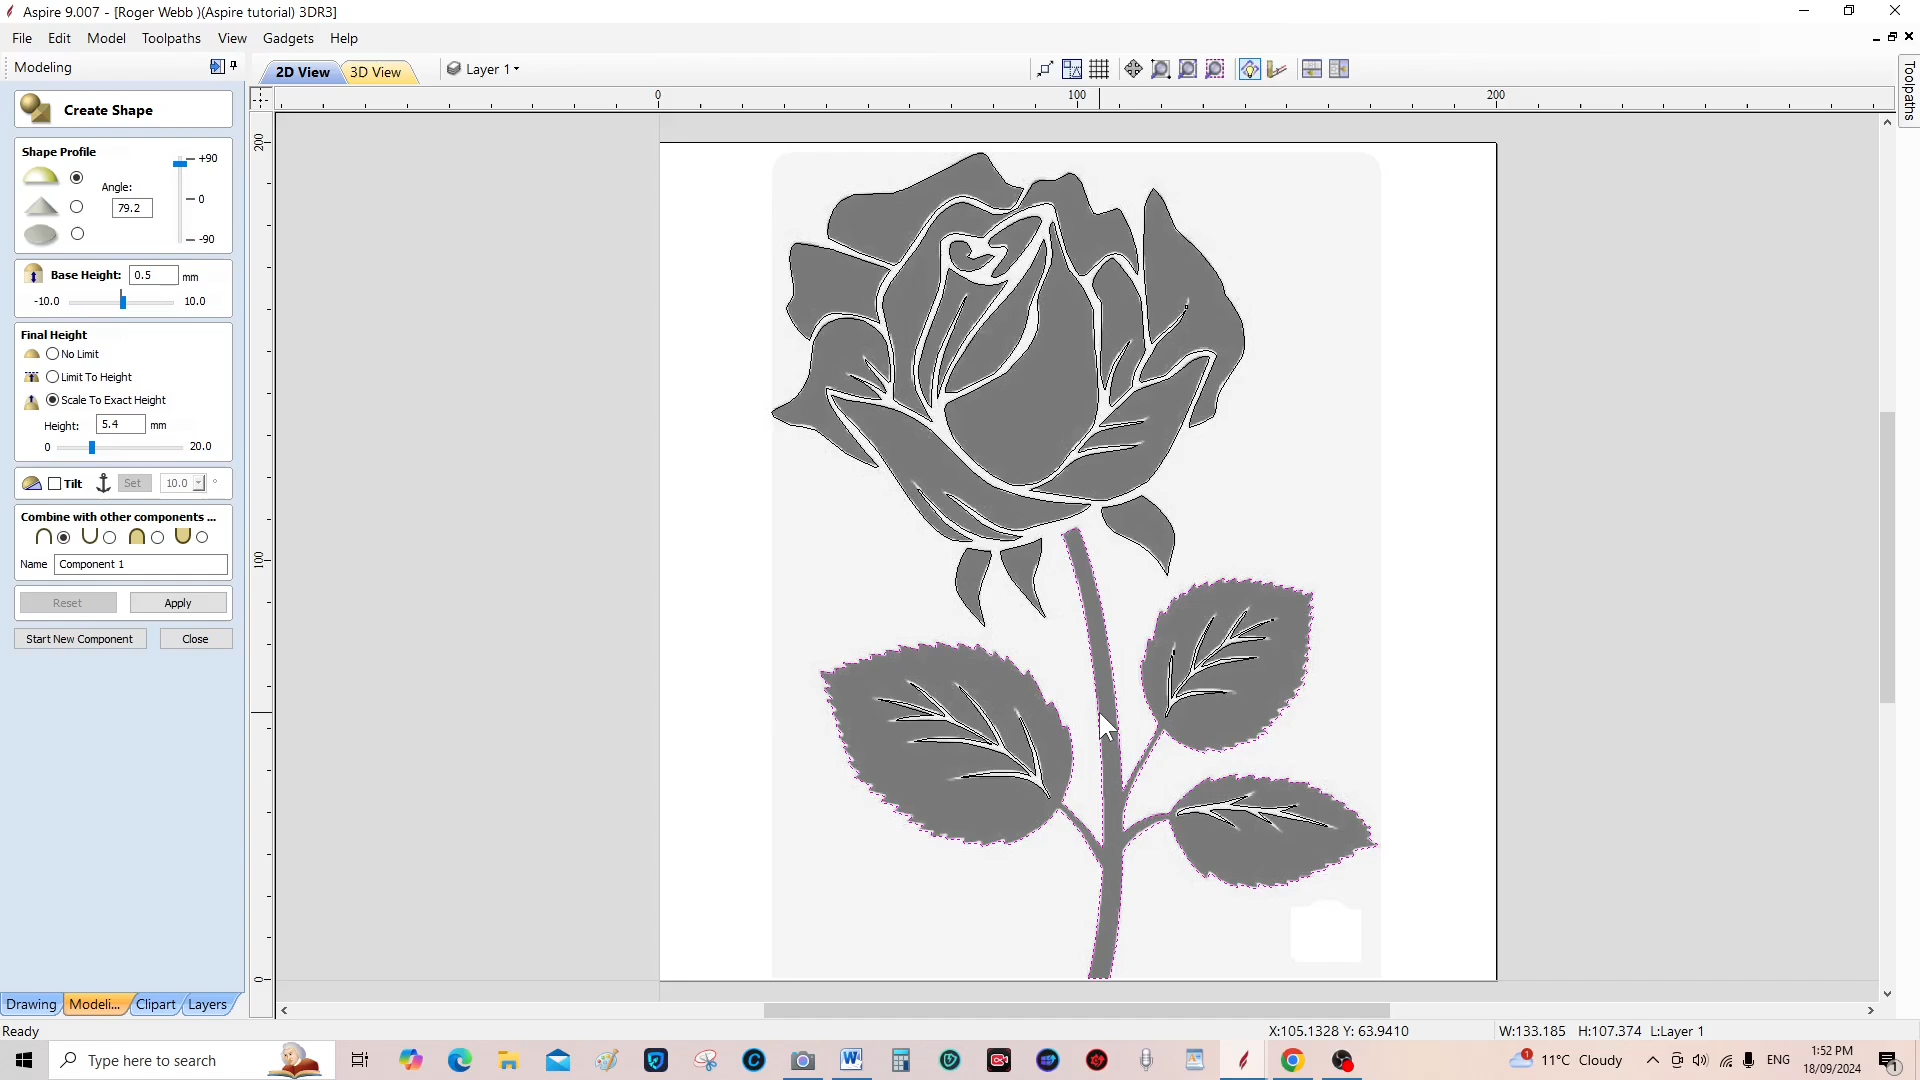 Aspire 9.007 - [Roger Webb )(Aspire tutorial) 3DR3]
File Edit Model Toolpaths View Gadgets Help
Modeling
2D View 3D View Layer 1
Toolpaths
Create Shape
0 100 200
Shape Profile
+90
Angle:
79.2
0
-90
200
100
0
Base Height: 0.5 mm
-10.0 10.0
Final Height
No Limit
Limit To Height
Scale To Exact Height
Height: 5.4 mm
0 20.0
Tilt Set 10.0 °
Combine with other components ...
Name Component 1
Reset Apply
Start New Component Close
Drawing Modeli... Clipart Layers
Ready X:105.1328 Y: 63.9410 W:133.185 H:107.374 L:Layer 1
Type here to search
1 11°C Cloudy ENG 1:52 PM
18/09/2024 1